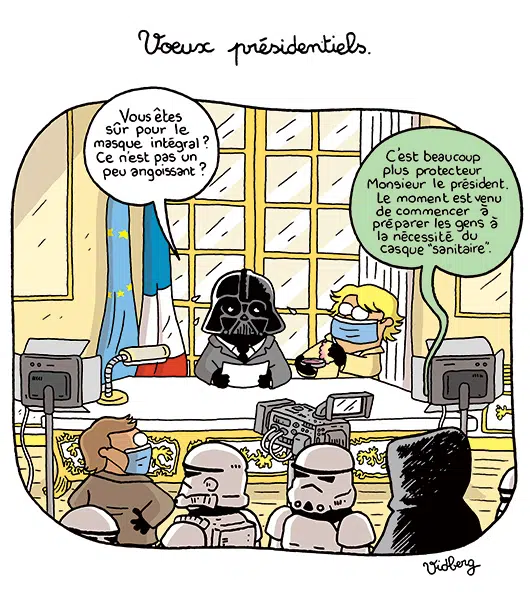 Voeux présidentiels.
Vous êtes
sûr pour le
masque intégral ?
Ce n'est pas un
peu angoissant ?
C'est beaucoup
plus protecteur
Monsieur le président.
Le moment est venu
de commencer à
préparer les gens à
la nécessité du
casque "sanitaire".
Vidberg